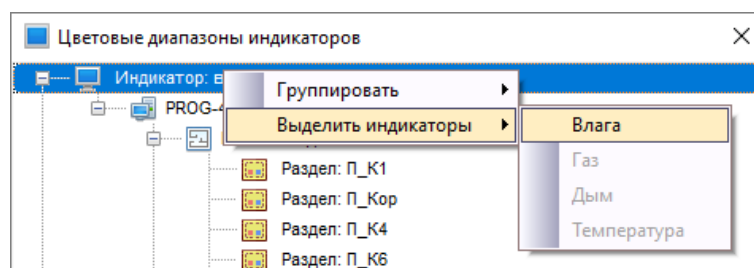 Цветовые диапазоны индикаторов
Индикатор:
Группировать
PROG-
Выделить индикаторы
Влага
Раздел: П_К1
Газ
Раздел: П_Кор
Дым
Раздел: П_К4
Температура
Раздел: П_К6